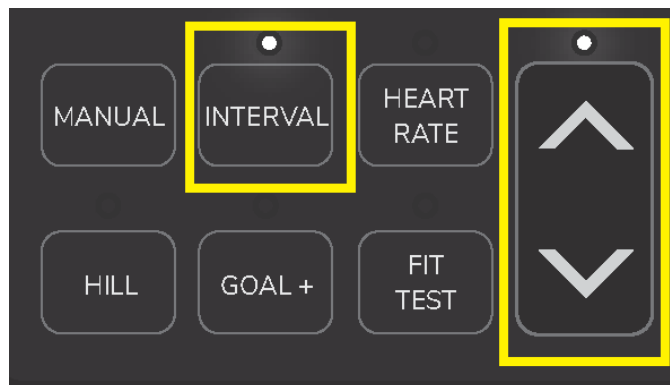 MANUAL
INTERVAL
HEART
RATE
HILL
GOAL +
FIT
TEST